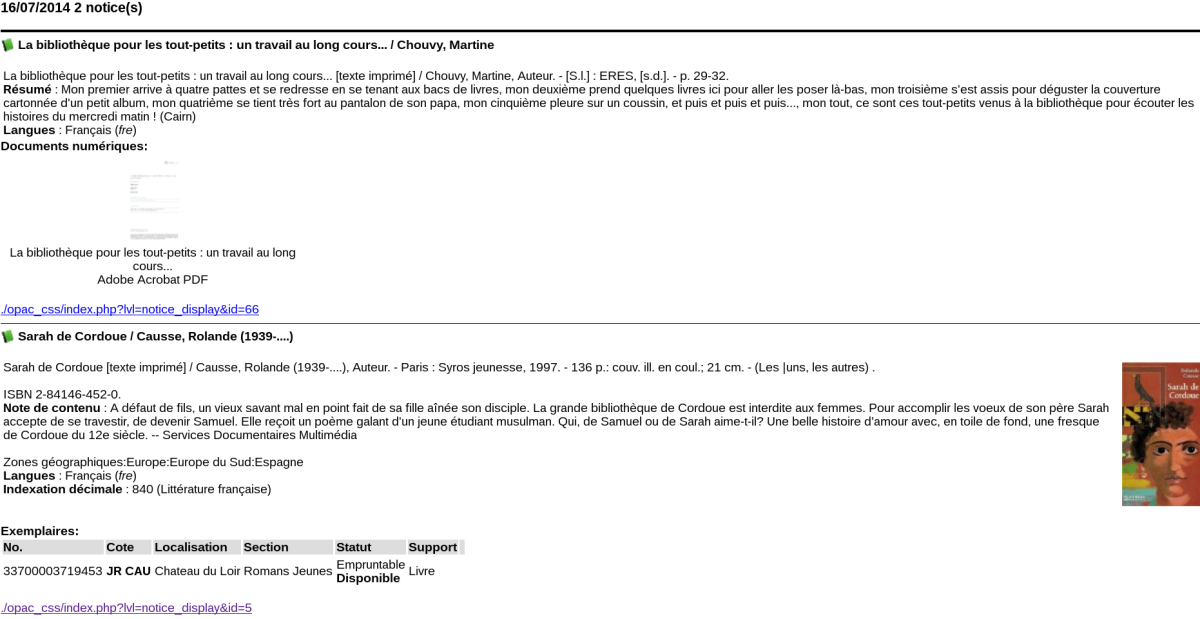 16/07/2014 2 notice(s)
La bibliothèque pour les tout-petits : un travail au long cours... / Chouvy, Martine
La bibliothèque pour les tout-petits : un travail au long cours... [texte imprimé] / Chouvy, Martine, Auteur. - [S.l.] : ERES, [s.d.]. - p. 29-32.
Résumé : Mon premier arrive à quatre pattes et se redresse en se tenant aux bacs de livres, mon deuxième prend quelques livres ici pour aller les poser là-bas, mon troisième s'est assis pour déguster la couverture
cartonnée d'un petit album, mon quatrième se tient très fort au pantalon de son papa, mon cinquième pleure sur un coussin, et puis et puis et puis..., mon tout, ce sont ces tout-petits venus à la bibliothèque pour écouter les
histoires du mercredi matin ! (Cairn)
Langues : Français (fre)
Documents numériques:
La bibliothèque pour les tout-petits : un travail au long
cours...
Adobe Acrobat PDF
./opac_css/index.php?lvl=notice_display&id=66
Sarah de Cordoue / Causse, Rolande (1939-....)
Sarah de Cordoue [texte imprimé] / Causse, Rolande (1939-....), Auteur. - Paris : Syros jeunesse, 1997. - 136 p.: couv. ill. en coul.; 21 cm. - (Les |uns, les autres) .
Rolande
Causse
Sarah de
Cordoue
ISBN 2-84146-452-0.
Note de contenu : A défaut de fils, un vieux savant mal en point fait de sa fille aînée son disciple. La grande bibliothèque de Cordoue est interdite aux femmes. Pour accomplir les voeux de son père Sarah
accepte de se travestir, de devenir Samuel. Elle reçoit un poème galant d'un jeune étudiant musulman. Qui, de Samuel ou de Sarah aime-t-il? Une belle histoire d'amour avec, en toile de fond, une fresque
de Cordoue du 12e siècle. -- Services Documentaires Multimédia
Zones géographiques:Europe:Europe du Sud:Espagne
Langues : Français (fre)
Indexation décimale : 840 (Littérature française)
Exemplaires:
No. Cote Localisation Section Statut Support
33700003719453 JR CAU Chateau du Loir Romans Jeunes Empruntable Livre
Disponible
./opac_css/index.php?lvl=notice_display&id=5